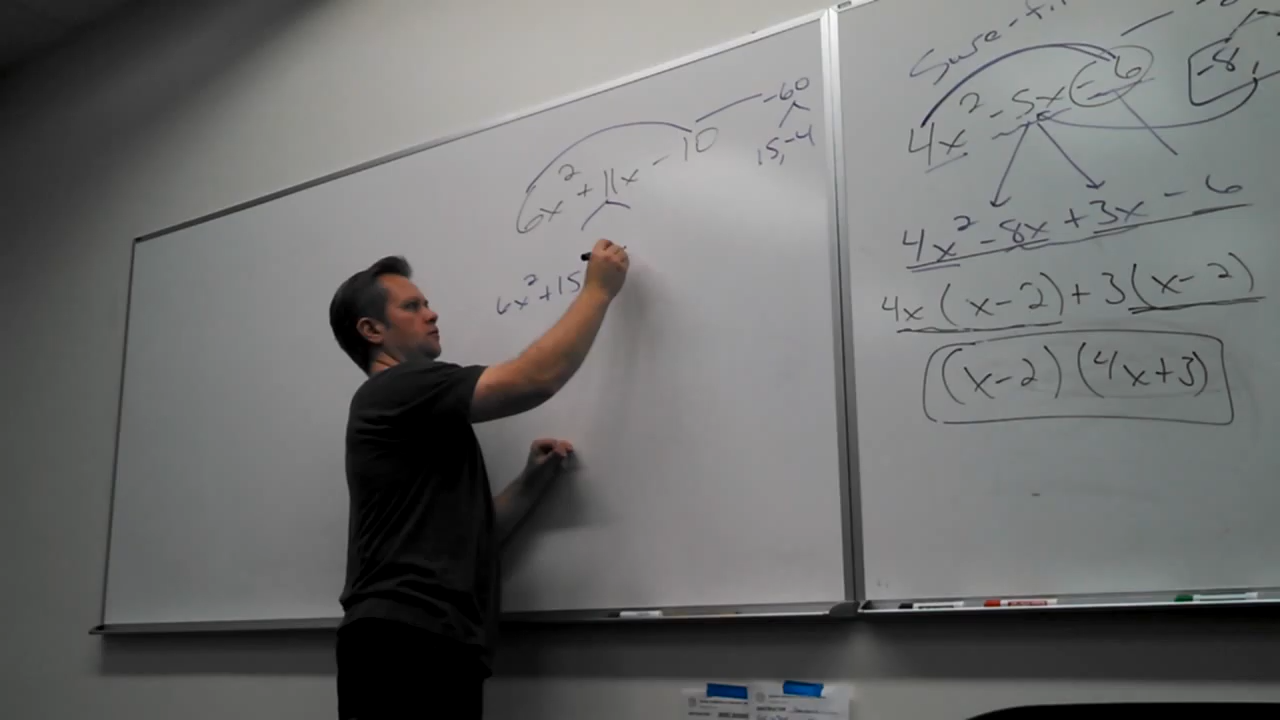 -60
15, -4
6x² + 11x - 10
6x² + 15
Sure-fi
4x² - 5x - 6
-8,
4x² - 8x + 3x - 6
4x (x-2) + 3(x-2)
(x-2) (4x+3)